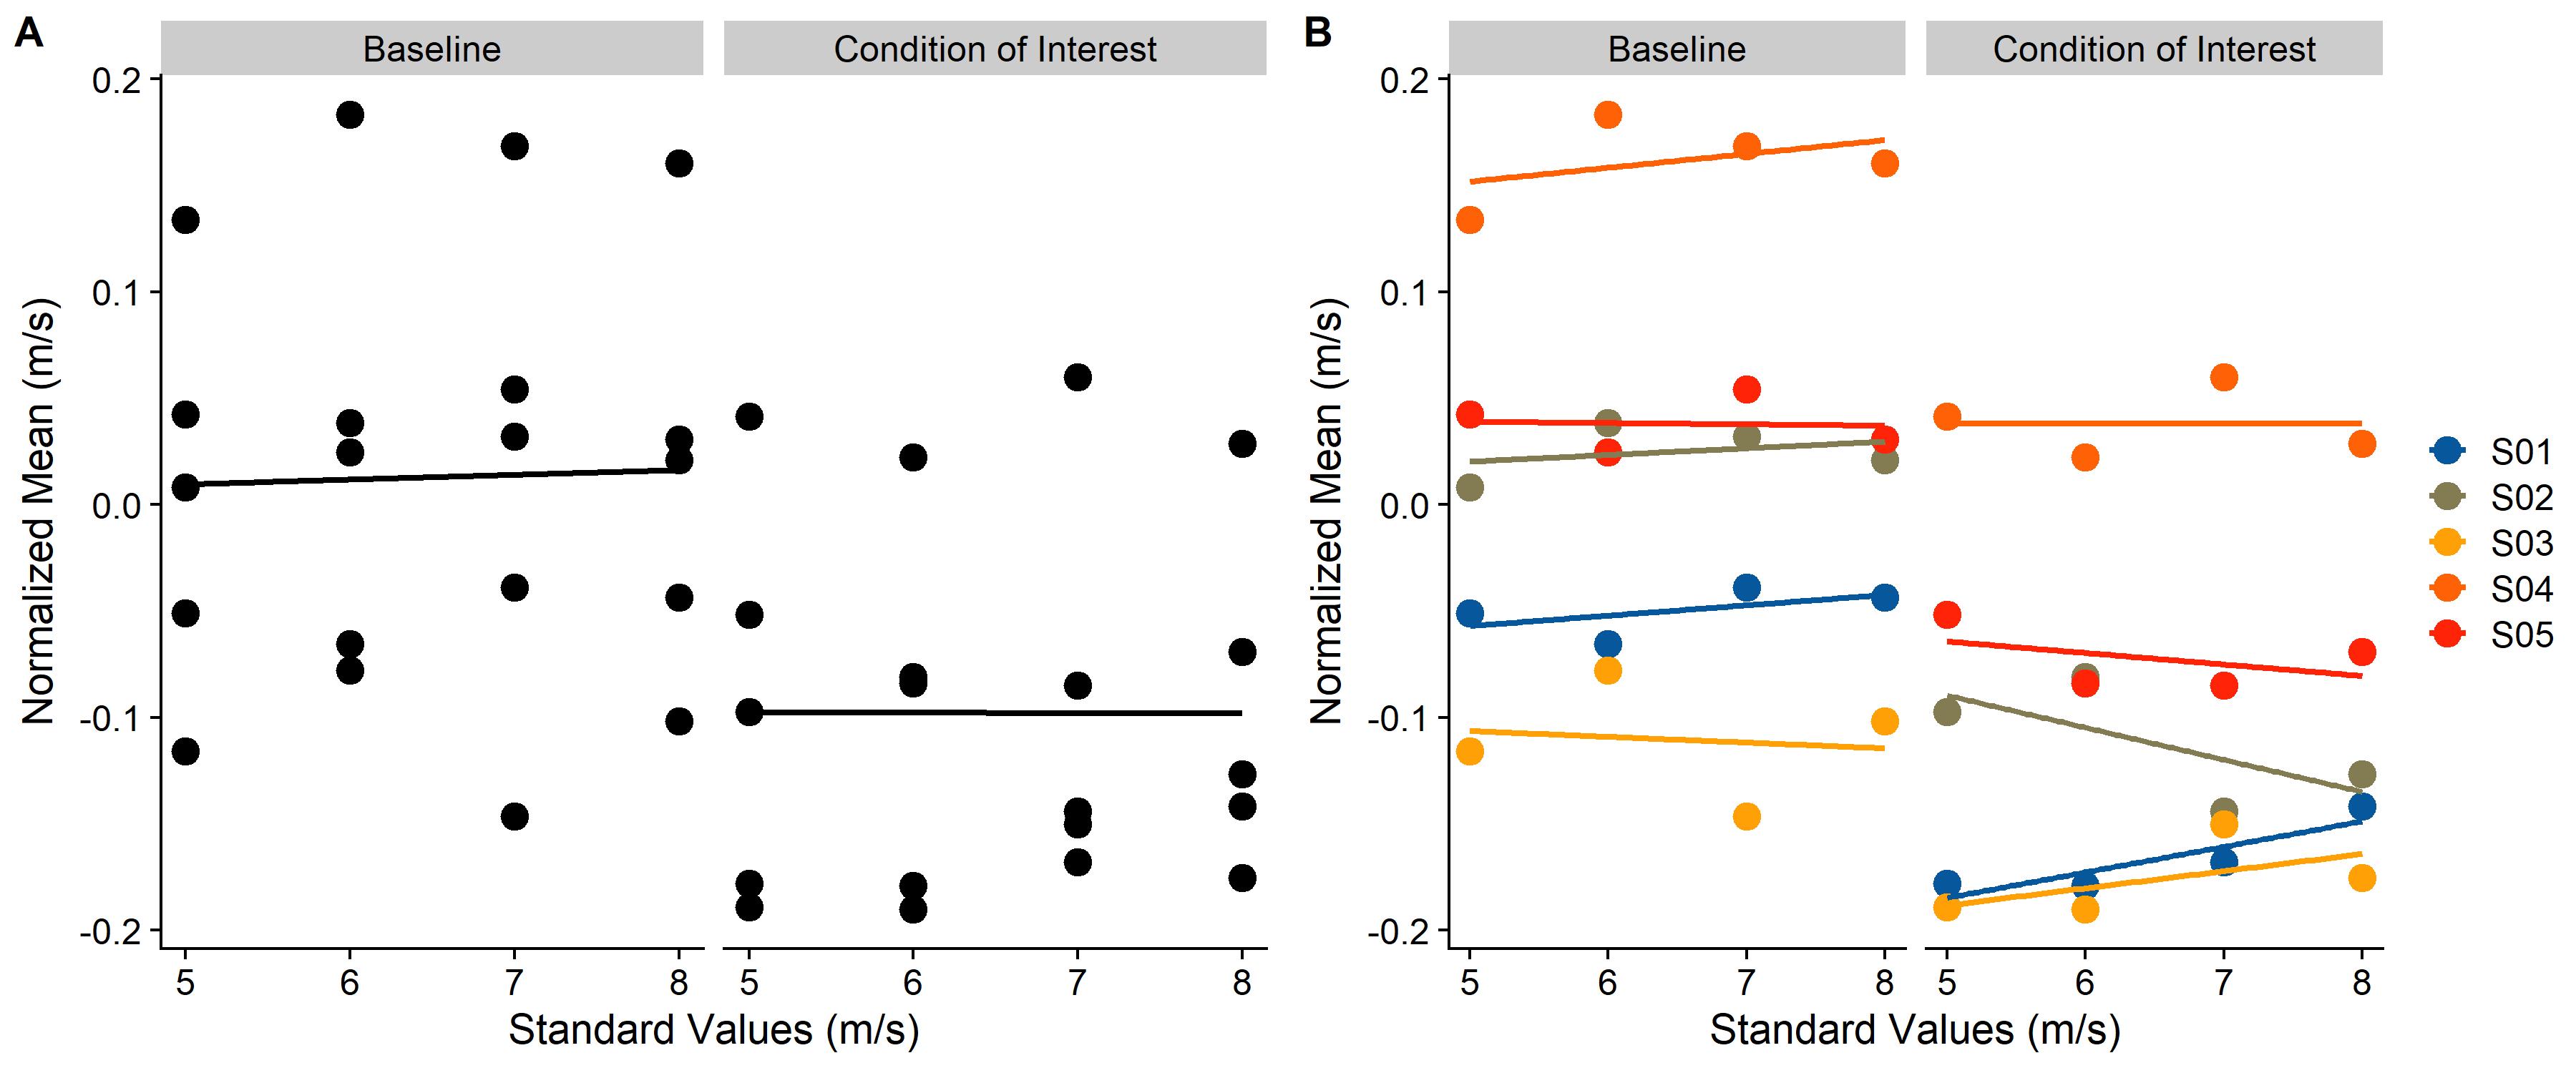 A
Baseline
Condition of Interest
0.2
0.1
0.0
-0.1
-0.2
Normalized Mean (m/s)
5 6 7 8 5 6 7 8
Standard Values (m/s)
B
Baseline
Condition of Interest
0.2
0.1
0.0
-0.1
-0.2
Normalized Mean (m/s)
5 6 7 8 5 6 7 8
Standard Values (m/s)
S01
S02
S03
S04
S05